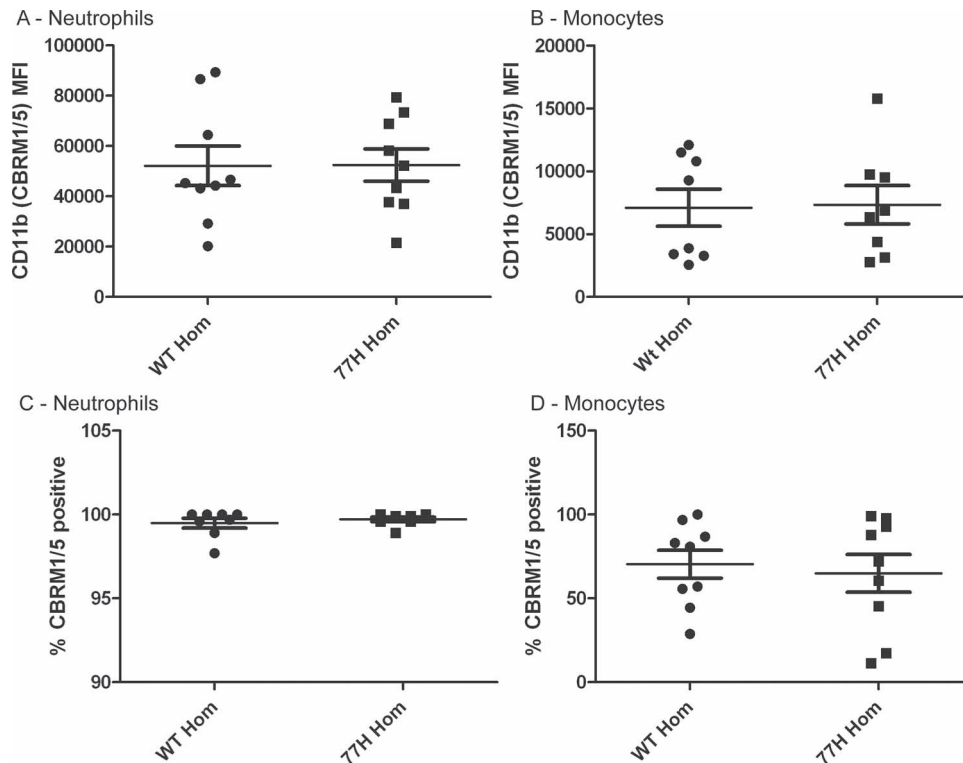 A - Neutrophils
CD11b (CBRM1/5) MFI
100000
80000
60000
40000
20000
0
WT Hom
77H Hom
B - Monocytes
CD11b (CBRM1/5) MFI
20000
15000
10000
5000
0
Wt Hom
77H Hom
C - Neutrophils
% CBRM1/5 positive
105
100
95
90
WT Hom
77H Hom
D - Monocytes
% CBRM1/5 positive
150
100
50
0
WT Hom
77H Hom